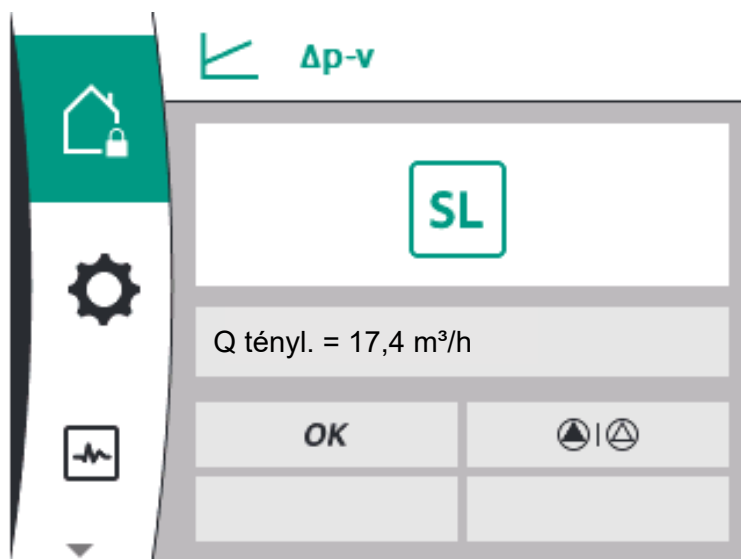 Δp-v
SL
Q tényl. = 17,4 m³/h
OK